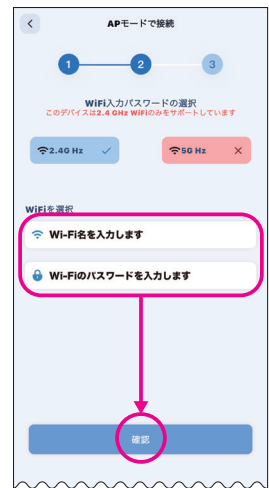 APモードで接続
1
2
3
WiFi入力パスワードの選択
このデバイスは2.4 GHz WiFiのみをサポートしています
2.4G Hz
5G Hz
WiFiを選択
Wi-Fi名を入力します
Wi-Fiのパスワードを入力します
確認